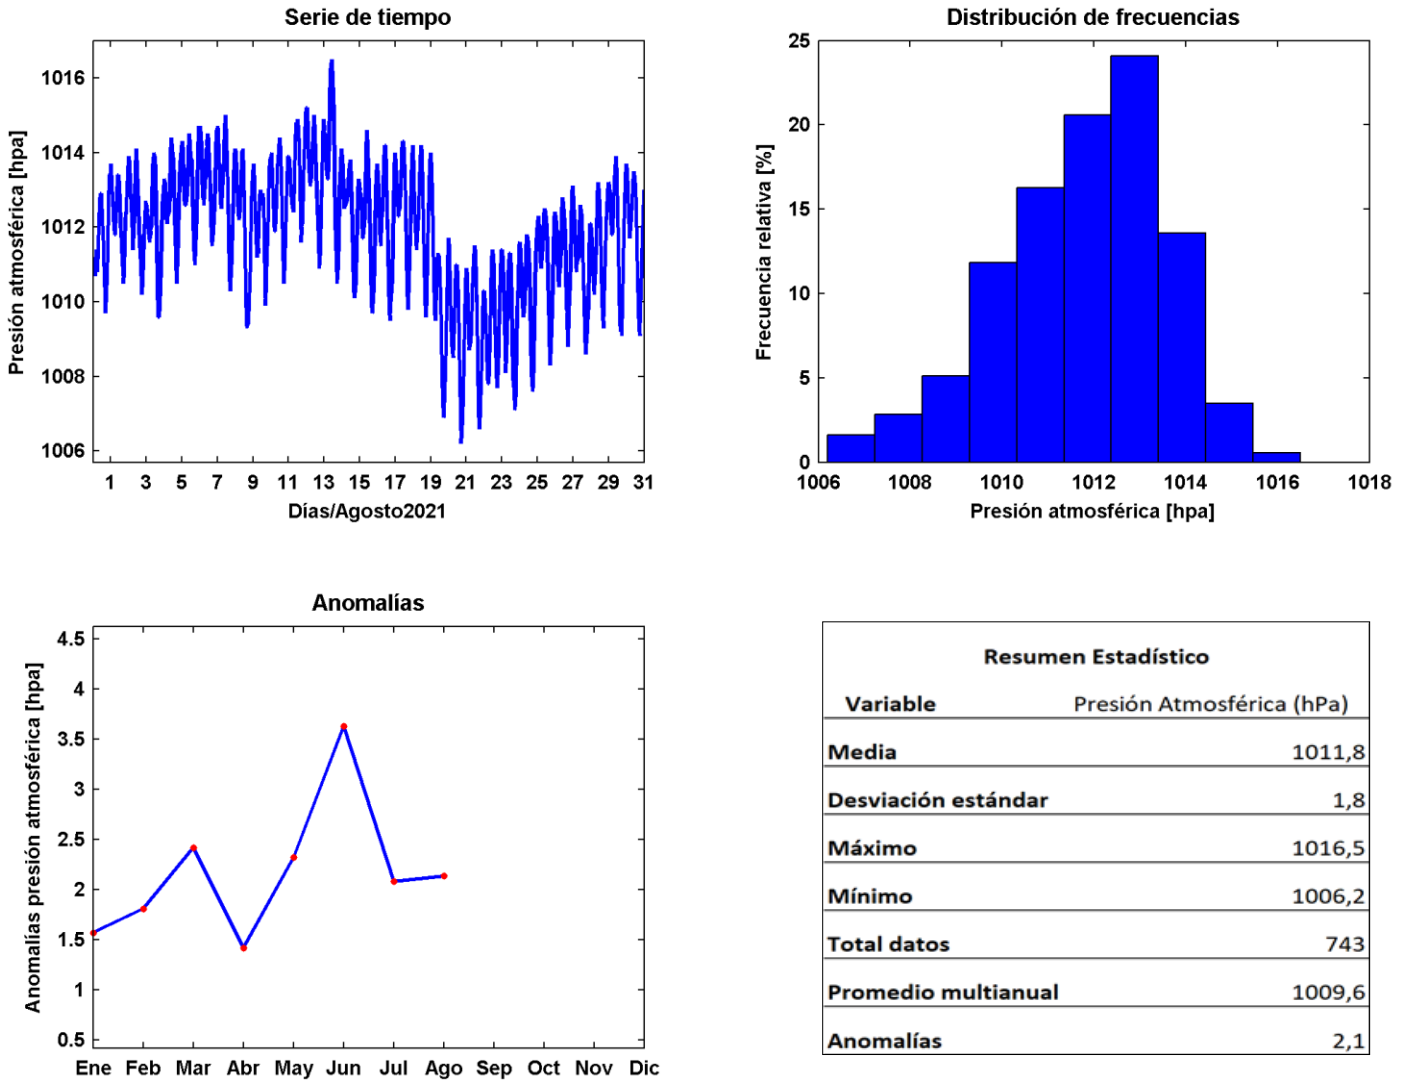 Serie de tiempo
Presión atmosférica [hpa]
1016
1014
1012
1010
1008
1006
1 3 5 7 9 11 13 15 17 19 21 23 25 27 29 31
Días/Agosto2021
Distribución de frecuencias
Frecuencia relativa [%]
25
20
15
10
5
0
1006 1008 1010 1012 1014 1016 1018
Presión atmosférica [hpa]
Anomalías
Anomalías presión atmosférica [hpa]
4.5
4
3.5
3
2.5
2
1.5
1
0.5
Ene Feb Mar Abr May Jun Jul Ago Sep Oct Nov Dic
Resumen Estadístico
Variable Presión Atmosférica (hPa)
Media 1011,8
Desviación estándar 1,8
Máximo 1016,5
Mínimo 1006,2
Total datos 743
Promedio multianual 1009,6
Anomalías 2,1